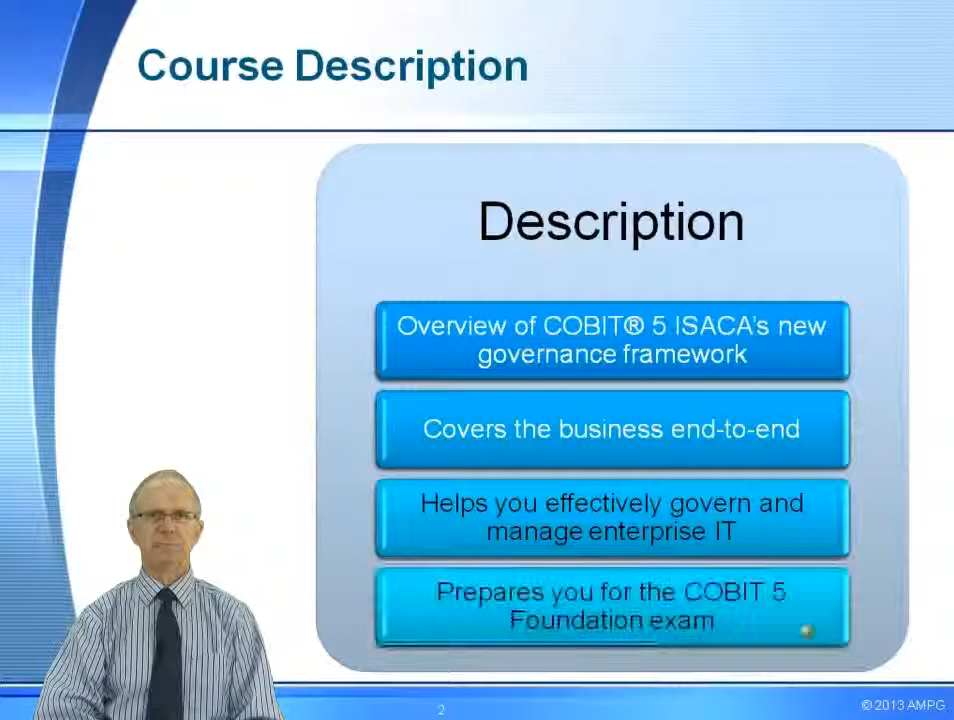 Course Description
Description
Overview of COBIT® 5 ISACA's new
governance framework
Covers the business end-to-end
Helps you effectively govern and
manage enterprise IT
Prepares you for the COBIT 5
Foundation exam
2
© 2013 AMPG